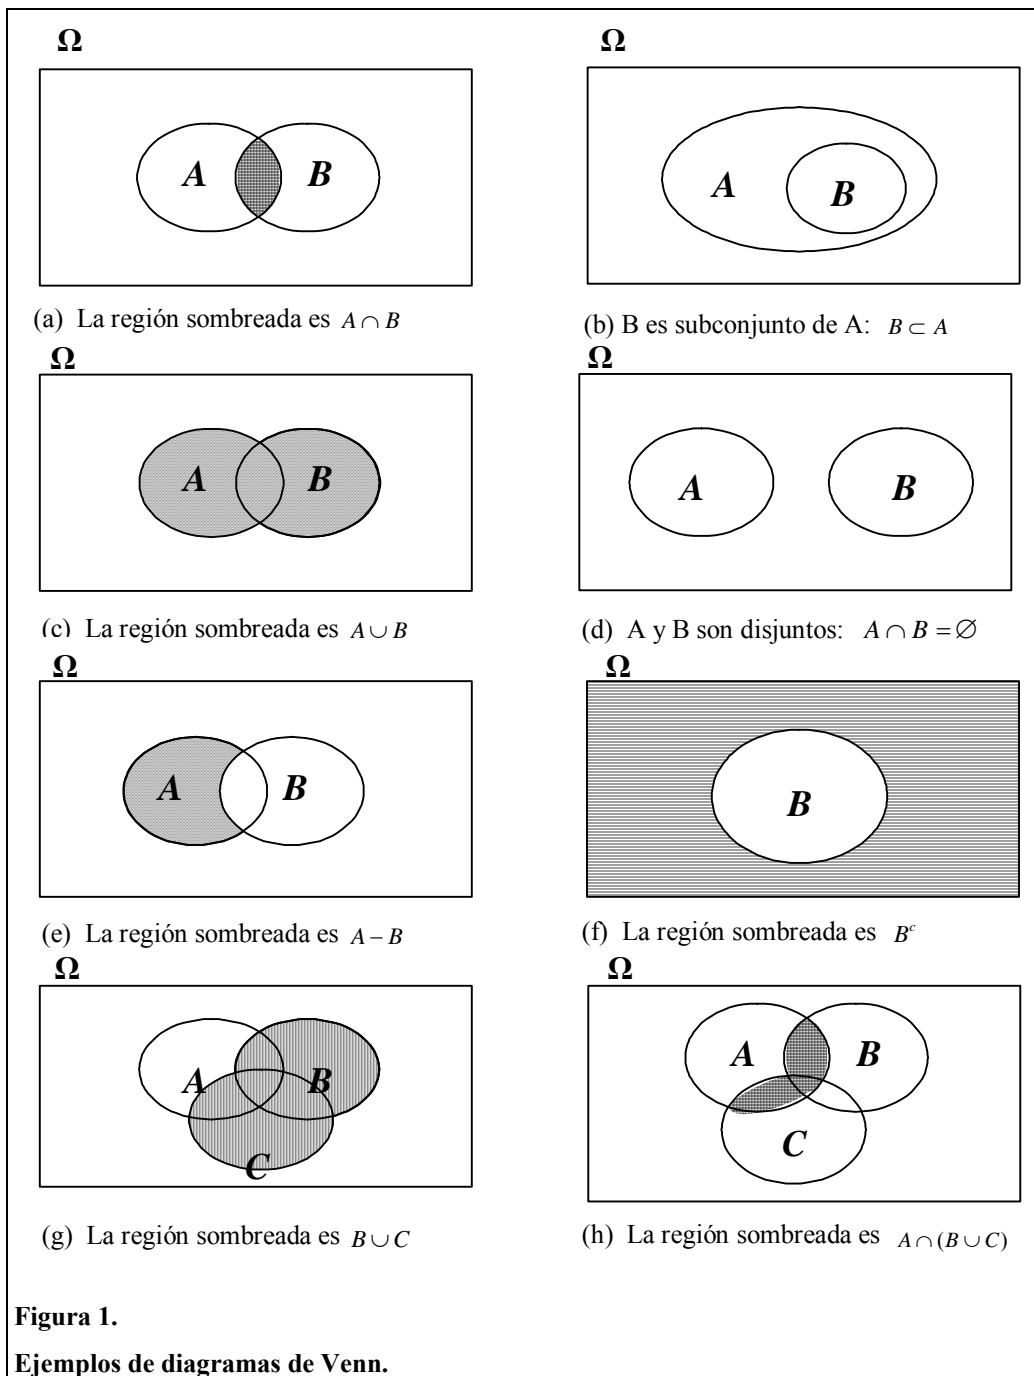 Ω Ω
A B
A B
(a) La región sombreada es A ∩ B
(b) B es subconjunto de A: B ⊂ A
Ω Ω
A B
A B
(c) La región sombreada es A ∪ B
(d) A y B son disjuntos: A ∩ B = ∅
Ω Ω
A B
B
(e) La región sombreada es A − B
(f) La región sombreada es Bᶜ
Ω Ω
A B
C
A B
C
(g) La región sombreada es B ∪ C
(h) La región sombreada es A ∩ (B ∪ C)
Figura 1.
Ejemplos de diagramas de Venn.